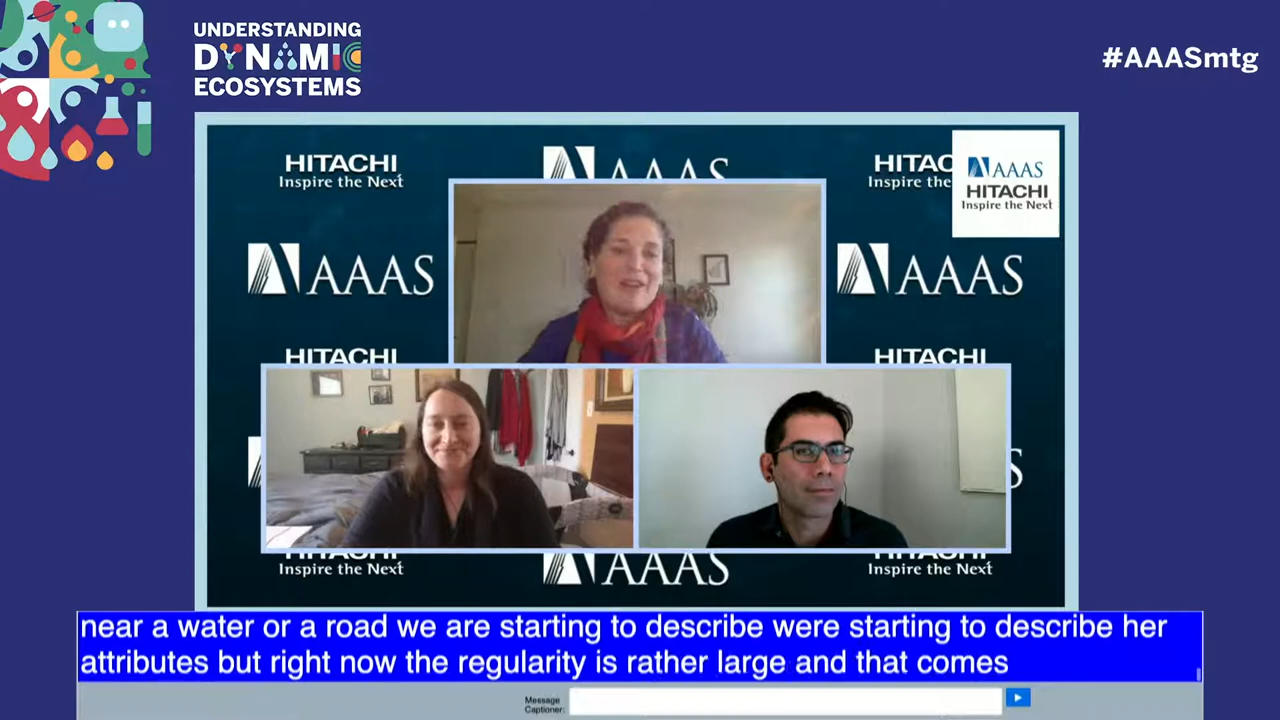 UNDERSTANDING
DYNAMIC
ECOSYSTEMS
#AAASmtg
HITACHI
Inspire the Next
AAAS
HITAC
Inspire the
AAAS
HITACHI
Inspire the Next
AAAS
AAAS
HITACHI
HITACHI
S
HITACHI
Inspire the Next
AAAS
HITACHI
Inspire the Next
near a water or a road we are starting to describe were starting to describe her
attributes but right now the regularity is rather large and that comes
Message
Captioner: